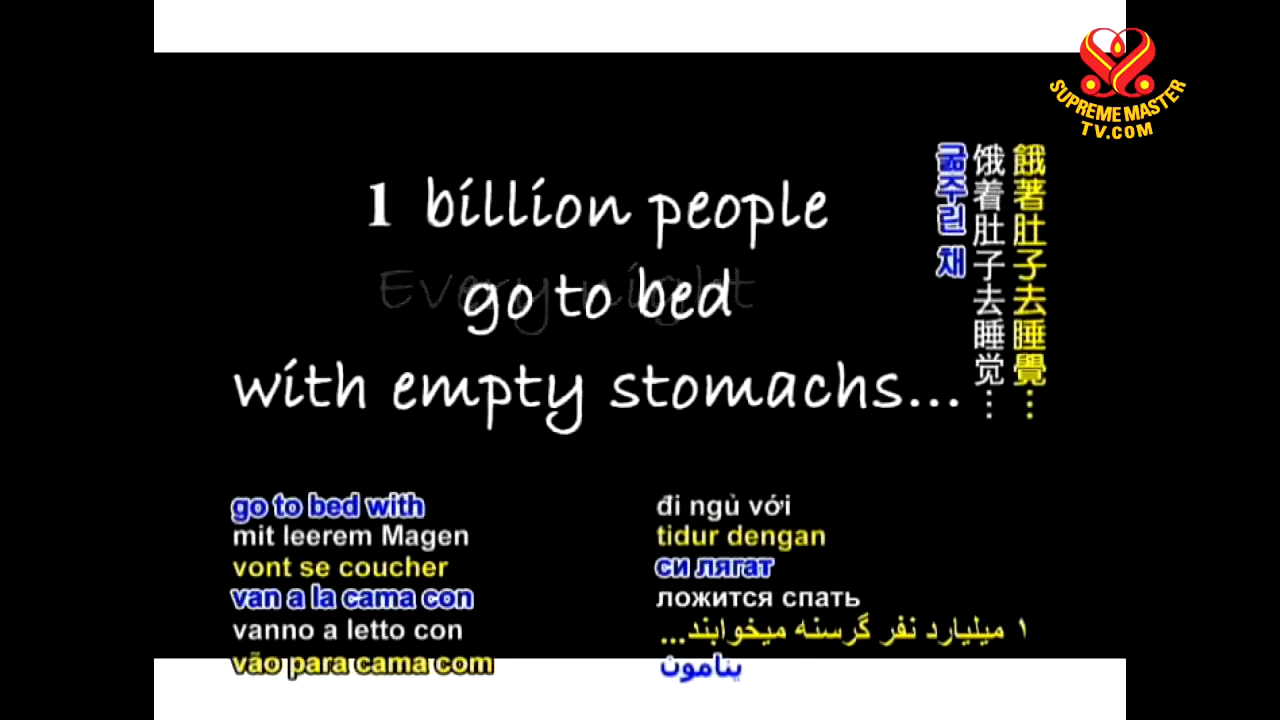 SUPREME MASTER
TV.COM
1 billion people
Every night
go to bed
with empty stomachs...
餓著肚子去睡覺…
饿着肚子去睡觉…
굶주린 채
go to bed with
mit leerem Magen
vont se coucher
van a la cama con
vanno a letto con
vão para cama com
đi ngủ với
tidur dengan
си лягат
ложится спать
۱ میلیارد نفر گرسنه میخوابند...
ينامون